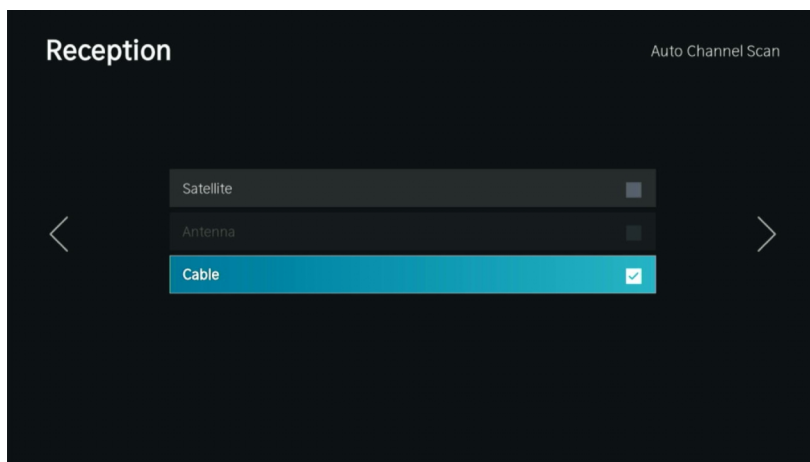 Reception
Auto Channel Scan
Satellite
Antenna
Cable